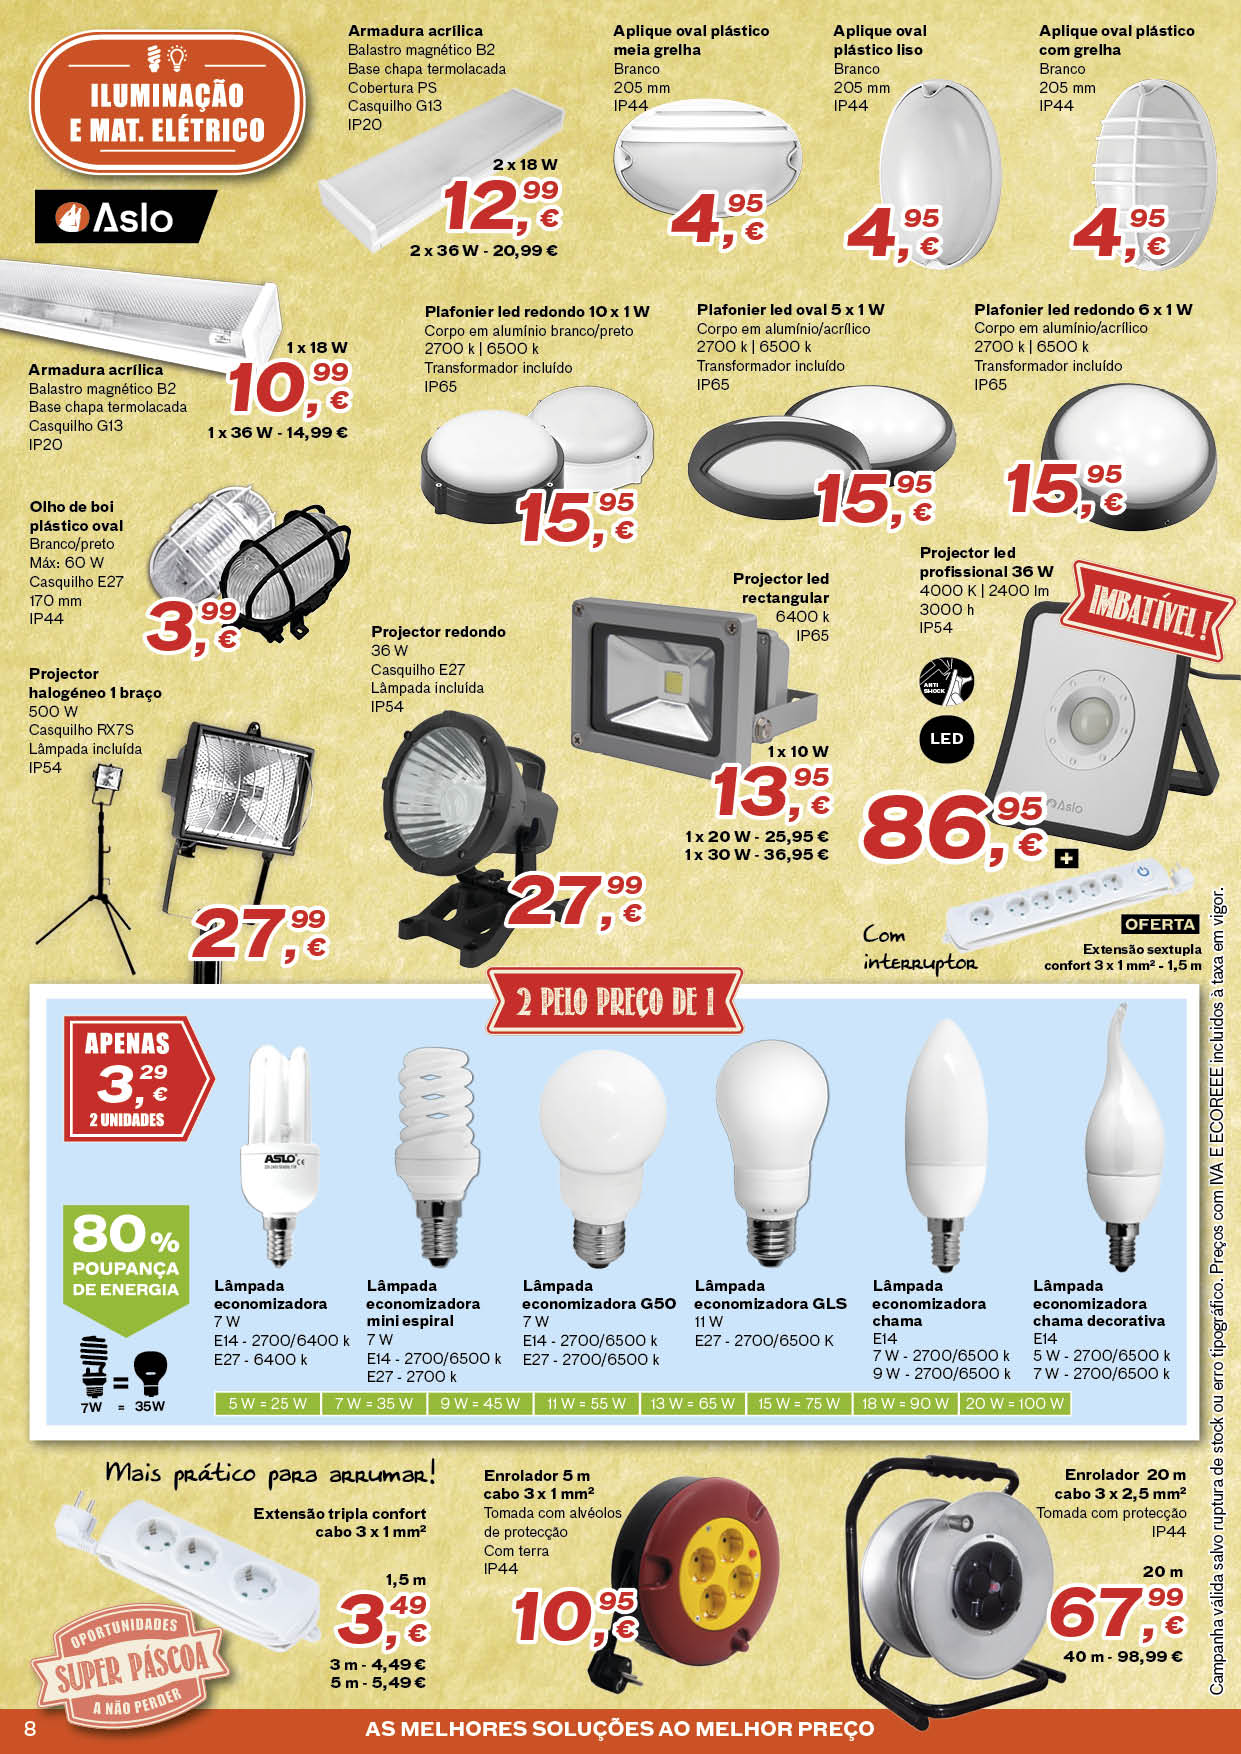 ILUMINAÇÃO
E MAT. ELÉTRICO
Aslo
Armadura acrílica
Balastro magnético B2
Base chapa termolacada
Cobertura PS
Casquilho G13
IP20
2 x 18 W
12,99 €
2 x 36 W - 20,99 €
Aplique oval plástico
meia grelha
Branco
205 mm
IP44
4,95 €
Aplique oval
plástico liso
Branco
205 mm
IP44
4,95 €
Aplique oval plástico
com grelha
Branco
205 mm
IP44
4,95 €
1 x 18 W
10,99 €
1 x 36 W - 14,99 €
Armadura acrílica
Balastro magnético B2
Base chapa termolacada
Casquilho G13
IP20
Plafonier led redondo 10 x 1 W
Corpo em alumínio branco/preto
2700 k | 6500 k
Transformador incluído
IP65
15,95 €
Plafonier led oval 5 x 1 W
Corpo em alumínio/acrílico
2700 k | 6500 k
Transformador incluído
IP65
15,95 €
Plafonier led redondo 6 x 1 W
Corpo em alumínio/acrílico
2700 k | 6500 k
Transformador incluído
IP65
15,95 €
Olho de boi
plástico oval
Branco/preto
Máx: 60 W
Casquilho E27
170 mm
IP44
3,99 €
Projector
halogéneo 1 braço
500 W
Casquilho RX7S
Lâmpada incluída
IP54
27,99 €
Projector redondo
36 W
Casquilho E27
Lâmpada incluída
IP54
27,99 €
Projector led
rectangular
6400 k
IP65
1 x 10 W
13,95 €
1 x 20 W - 25,95 €
1 x 30 W - 36,95 €
Projector led
profissional 36 W
4000 K | 2400 lm
3000 h
IP54
IMBATÍVEL!
ANTI
SHOCK
LED
Aslo
86,95 €
+
Com
interruptor
OFERTA
Extensão sextupla
confort 3 x 1 mm² - 1,5 m
2 PELO PREÇO DE 1
APENAS
3,29 €
2 UNIDADES
80%
POUPANÇA
DE ENERGIA
7W = 35W
ASLO
Lâmpada
economizadora
7 W
E14 - 2700/6400 k
E27 - 6400 k
Lâmpada
economizadora
mini espiral
7 W
E14 - 2700/6500 k
E27 - 2700 k
Lâmpada
economizadora G50
7 W
E14 - 2700/6500 k
E27 - 2700/6500 k
Lâmpada
economizadora GLS
11 W
E27 - 2700/6500 K
Lâmpada
economizadora
chama
E14
7 W - 2700/6500 k
9 W - 2700/6500 k
Lâmpada
economizadora
chama decorativa
E14
5 W - 2700/6500 k
7 W - 2700/6500 k
5 W = 25 W 7 W = 35 W 9 W = 45 W 11 W = 55 W 13 W = 65 W 15 W = 75 W 18 W = 90 W 20 W = 100 W
Mais prático para arrumar!
Extensão tripla confort
cabo 3 x 1 mm²
1,5 m
3,49 €
3 m - 4,49 €
5 m - 5,49 €
Enrolador 5 m
cabo 3 x 1 mm²
Tomada com alvéolos
de protecção
Com terra
IP44
10,95 €
Enrolador 20 m
cabo 3 x 2,5 mm²
Tomada com protecção
IP44
20 m
67,99 €
40 m - 98,99 €
OPORTUNIDADES
SUPER PÁSCOA
A NÃO PERDER
Campanha válida salvo ruptura de stock ou erro tipográfico. Preços com IVA E ECOREEE incluidos à taxa em vigor.
8
AS MELHORES SOLUÇÕES AO MELHOR PREÇO